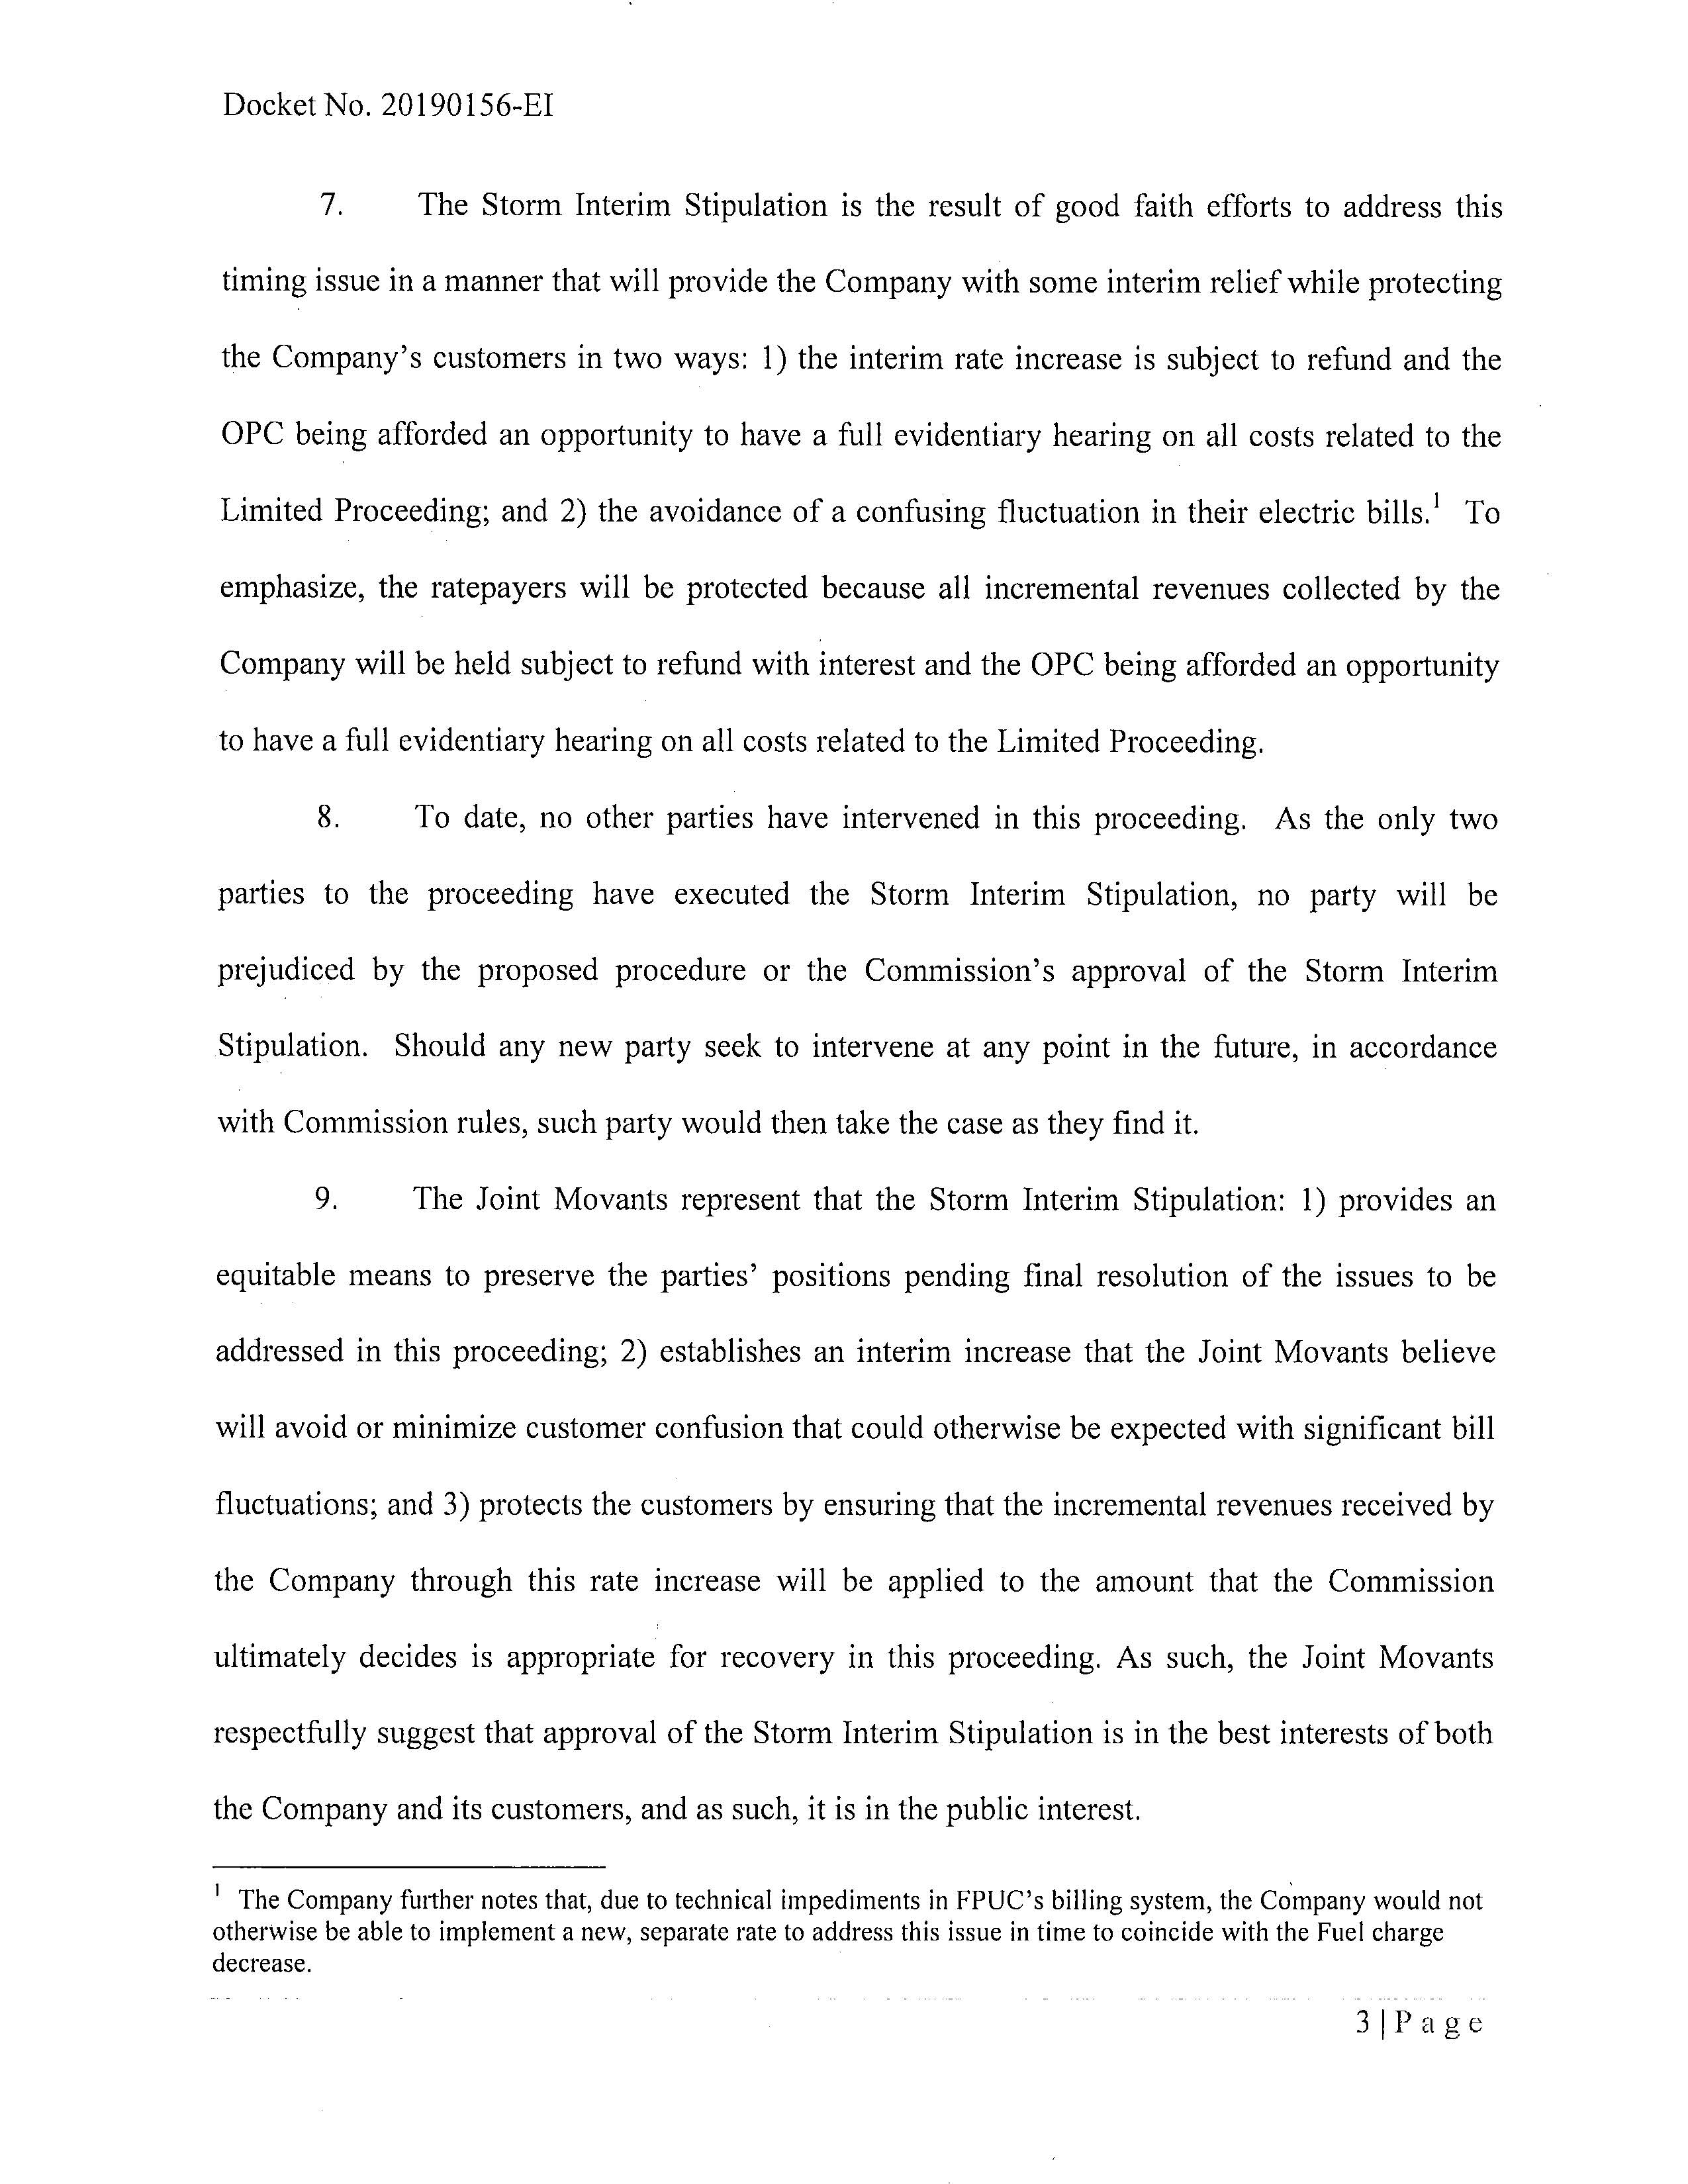 Docket No. 20190156-EI
7. The Storm Interim Stipulation is the result of good faith efforts to address this
timing issue in a manner that will provide the Company with some interim relief while protecting
the Company's customers in two ways: 1) the interim rate increase is subject to refund and the
OPC being afforded an opportunity to have a full evidentiary hearing on all costs related to the
Limited Proceeding; and 2) the avoidance of a confusing fluctuation in their electric bills.¹ To
emphasize, the ratepayers will be protected because all incremental revenues collected by the
Company will be held subject to refund with interest and the OPC being afforded an opportunity
to have a full evidentiary hearing on all costs related to the Limited Proceeding.
8. To date, no other parties have intervened in this proceeding. As the only two
parties to the proceeding have executed the Storm Interim Stipulation, no party will be
prejudiced by the proposed procedure or the Commission's approval of the Storm Interim
Stipulation. Should any new party seek to intervene at any point in the future, in accordance
with Commission rules, such party would then take the case as they find it.
9. The Joint Movants represent that the Storm Interim Stipulation: 1) provides an
equitable means to preserve the parties' positions pending final resolution of the issues to be
addressed in this proceeding; 2) establishes an interim increase that the Joint Movants believe
will avoid or minimize customer confusion that could otherwise be expected with significant bill
fluctuations; and 3) protects the customers by ensuring that the incremental revenues received by
the Company through this rate increase will be applied to the amount that the Commission
ultimately decides is appropriate for recovery in this proceeding. As such, the Joint Movants
respectfully suggest that approval of the Storm Interim Stipulation is in the best interests of both
the Company and its customers, and as such, it is in the public interest.
¹ The Company further notes that, due to technical impediments in FPUC's billing system, the Company would not
otherwise be able to implement a new, separate rate to address this issue in time to coincide with the Fuel charge
decrease.
3 | P a g e